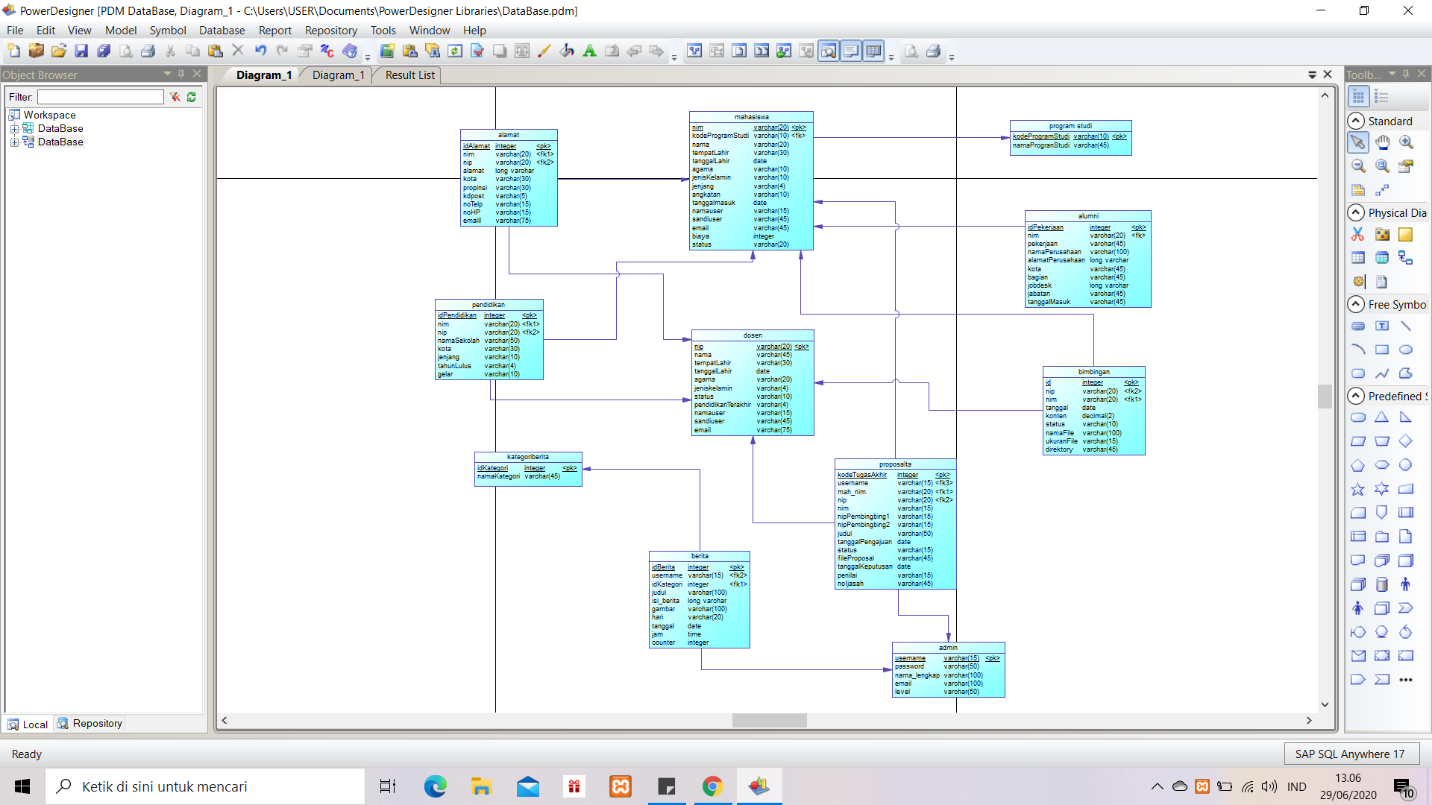 PowerDesigner [PDM DataBase, Diagram_1 - C:\Users\USER\Documents\PowerDesigner Libraries\DataBase.pdm]
File Edit View Model Symbol Database Report Repository Tools Window Help
Object Browser
Filter:
Workspace
DataBase
DataBase
Local Repository
Diagram_1 Diagram_1 Result List
alamat
idAlamat integer <pk>
nim varchar(20) <fk1>
nip varchar(20) <fk2>
alamat long varchar
kota varchar(30)
propinsi varchar(30)
kdpost varchar(5)
noTelp varchar(15)
noHP varchar(15)
emaill varchar(75)
mahasiswa
nim varchar(20) <pk>
kodeProgramStudi varchar(10) <fk>
nama varchar(20)
tempatLahir varchar(30)
tanggalLahir date
agama varchar(10)
jenisKelamin varchar(10)
jenjang varchar(4)
angkatan varchar(10)
tanggalmasuk date
namauser varchar(15)
sandiuser varchar(45)
email varchar(45)
biaya integer
status varchar(20)
program studi
kodeProgramStudi varchar(10) <pk>
namaProgranStudi varchar(45)
alumni
idPekerjaan integer <pk>
nim varchar(20) <fk>
pekerjaan varchar(45)
namaPerusahaan varchar(100)
alamatPerusahaan long varchar
kota varchar(45)
bagian varchar(45)
jobdesk long varchar
jabatan varchar(45)
tanggalMasuk varchar(45)
pendidikan
idPendidikan integer <pk>
nim varchar(20) <fk1>
nip varchar(20) <fk2>
namaSekolah varchar(50)
kota varchar(30)
jenjang varchar(10)
tahunLulus varchar(4)
gelar varchar(10)
dosen
nip varchar(20) <pk>
nama varchar(45)
tempatLahir varchar(30)
tanggalLahir date
agama varchar(20)
jeniskelamin varchar(4)
status varchar(10)
pendidikanTerakhir varchar(4)
namauser varchar(15)
sandiuser varchar(45)
email varchar(75)
bimbingan
id integer <pk>
nip varchar(20) <fk2>
nim varchar(20) <fk1>
tanggal date
konten decimal(2)
status varchar(10)
namaFile varchar(100)
ukuranFile varchar(15)
direktory varchar(45)
kategoriberita
idKategori integer <pk>
namaKategori varchar(45)
proposalta
kodeTugasAkhir integer <pk>
username varchar(15) <fk3>
mah_nim varchar(20) <fk1>
nip varchar(20) <fk2>
nim varchar(15)
nipPembingbing1 varchar(15)
nipPembingbing2 varchar(15)
judul varchar(50)
tanggalPengajuan date
status varchar(15)
fileProposal varchar(45)
tanggalKeputusan date
penilai varchar(15)
noIjasah varchar(45)
berita
idBerita integer <pk>
username varchar(15) <fk2>
idKategori integer <fk1>
judul varchar(100)
isi_berita long varchar
gambar varchar(100)
hari varchar(20)
tanggal date
jam time
counter integer
admin
username varchar(15) <pk>
password varchar(50)
nama_lengkap varchar(100)
email varchar(100)
level varchar(50)
Toolb...
Standard
Physical Dia
Free Symbo
Predefined S
Ready
SAP SQL Anywhere 17
Ketik di sini untuk mencari
IND
13.06
29/06/2020
10